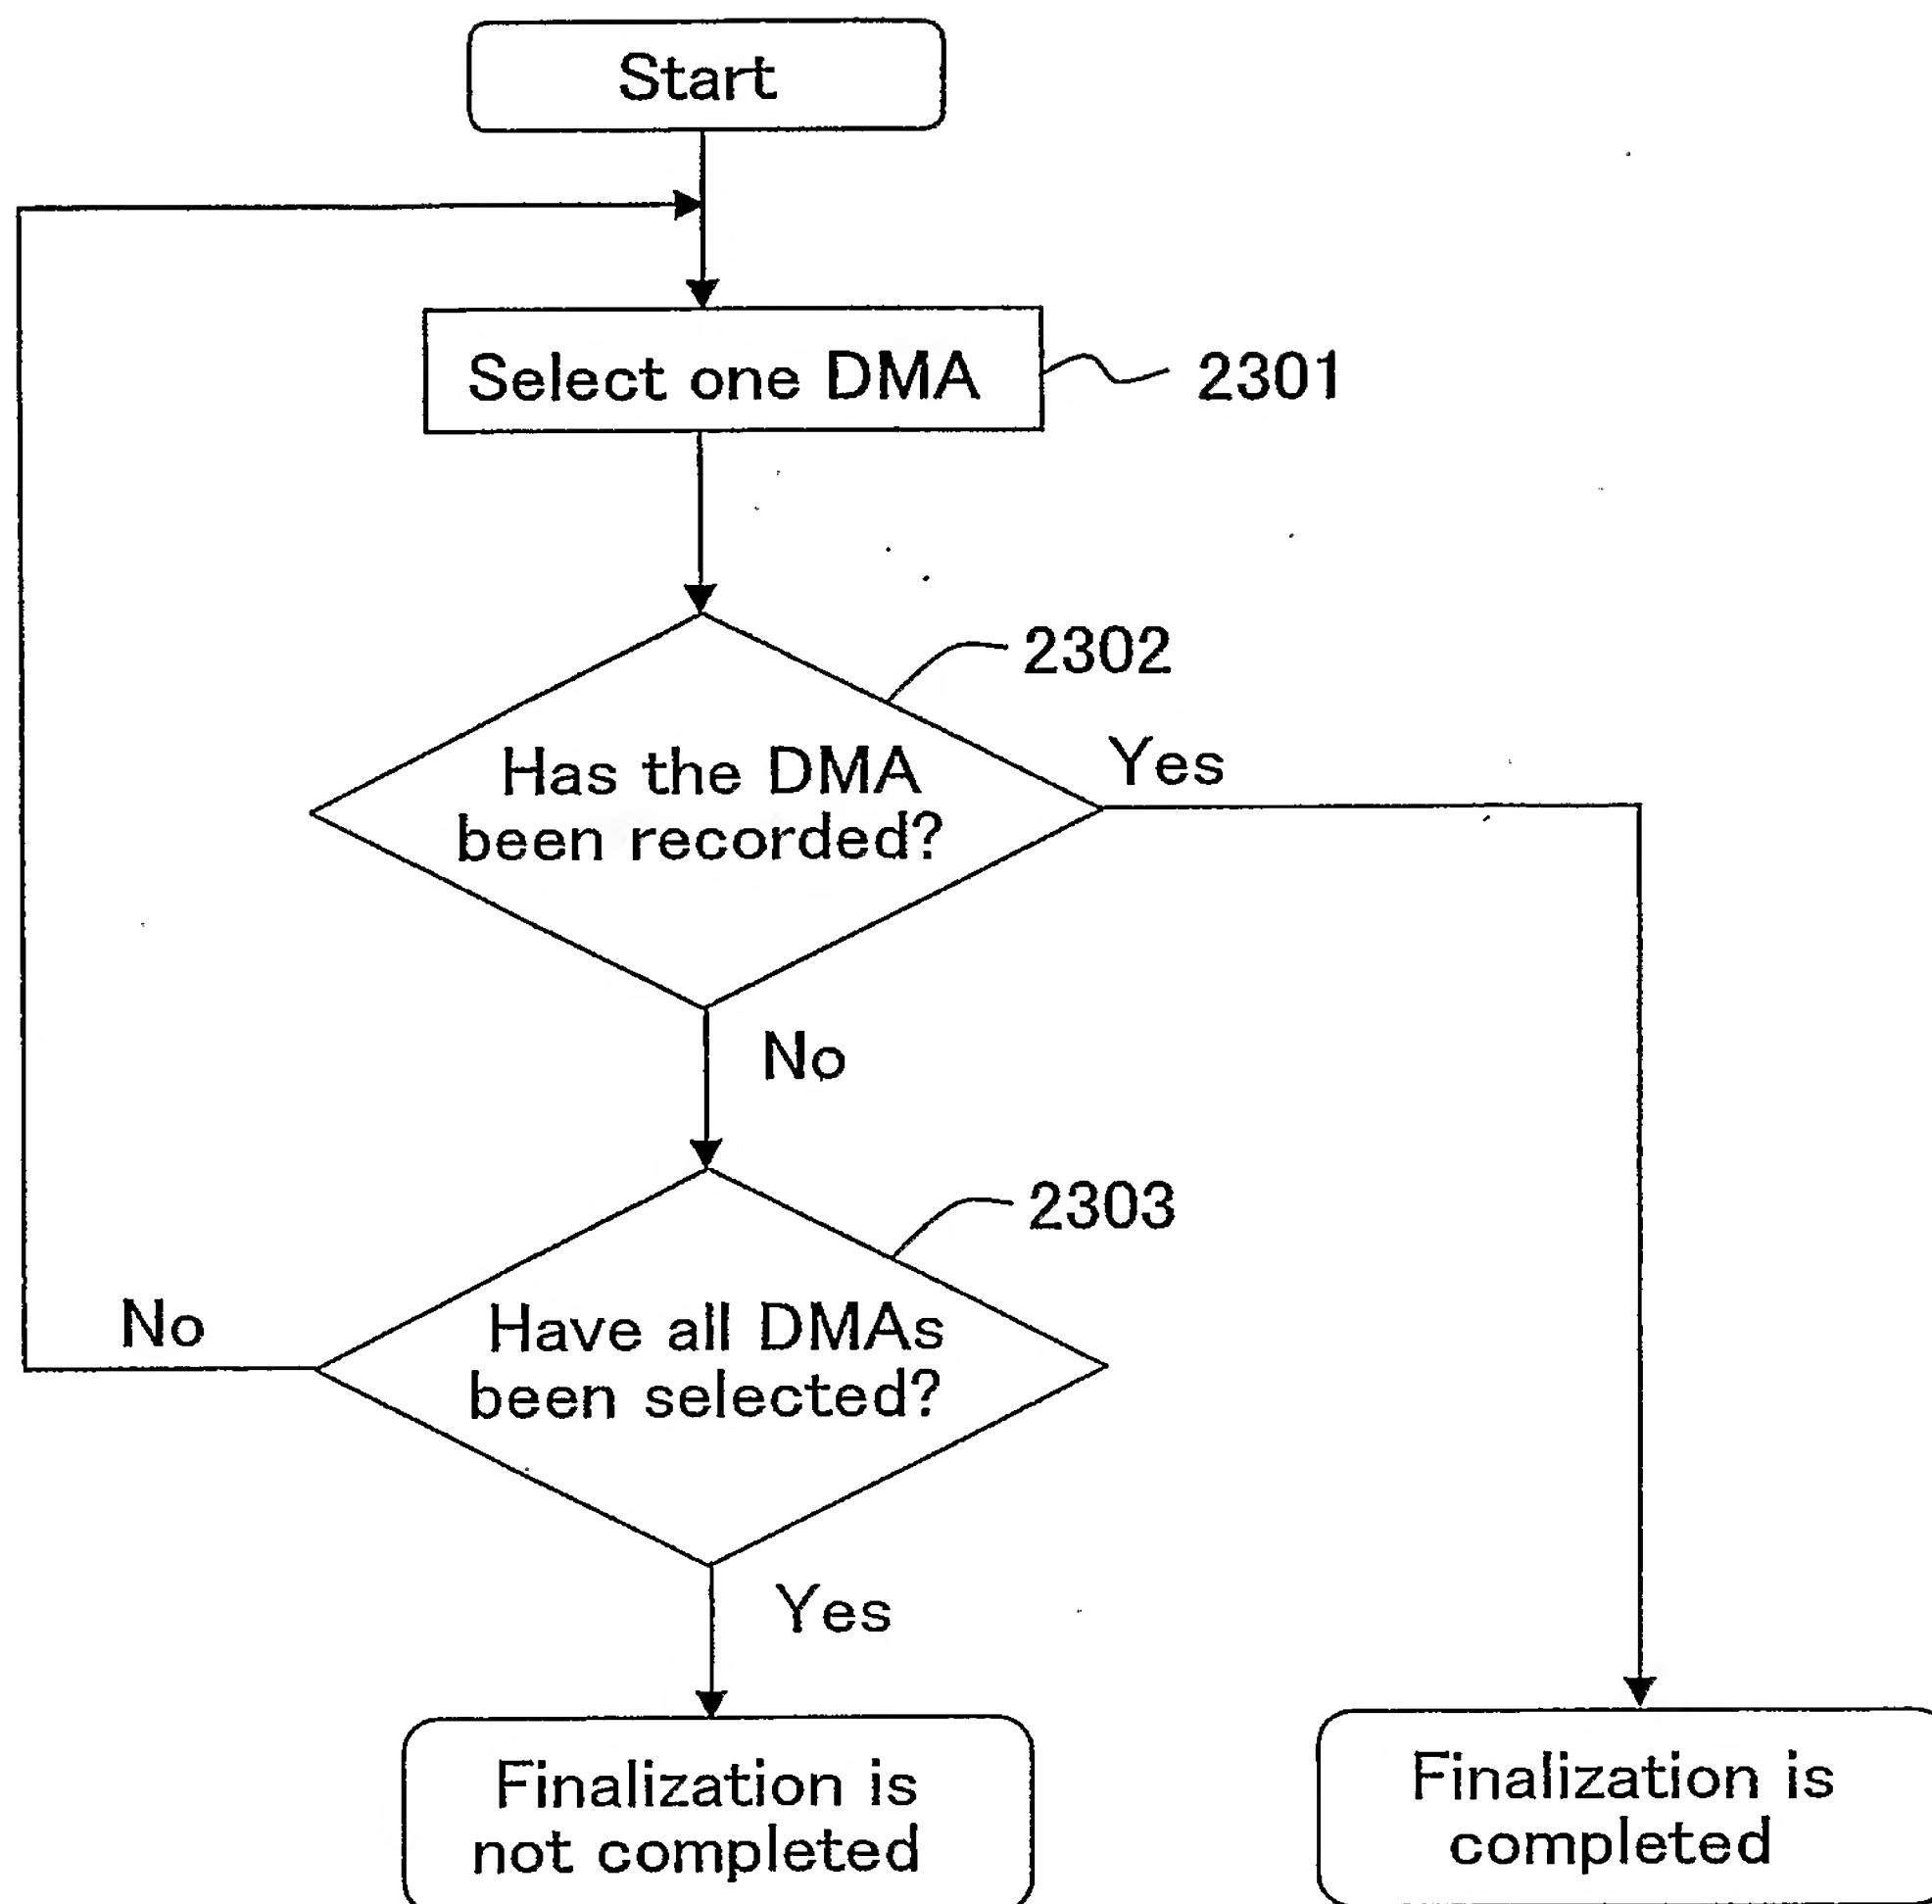 Start
Select one DMA
2301
2302
Has the DMA
been recorded?
Yes
No
2303
Have all DMAs
been selected?
No
Yes
Finalization is
not completed
Finalization is
completed